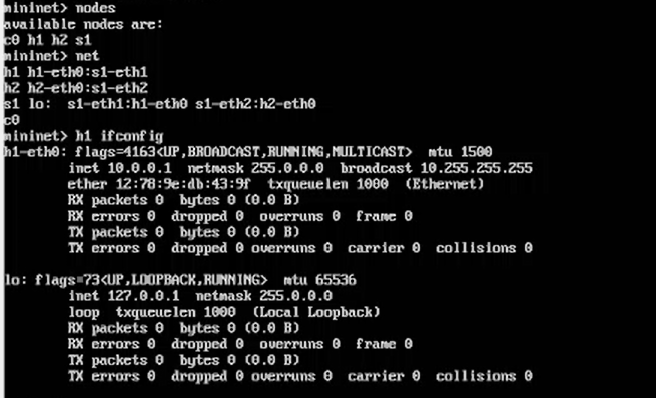 mininet> nodes
available nodes are:
c0 h1 h2 s1
mininet> net
h1 h1-eth0:s1-eth1
h2 h2-eth0:s1-eth2
s1 lo:  s1-eth1:h1-eth0 s1-eth2:h2-eth0
c0
mininet> h1 ifconfig
h1-eth0: flags=4163<UP,BROADCAST,RUNNING,MULTICAST>  mtu 1500
        inet 10.0.0.1  netmask 255.0.0.0  broadcast 10.255.255.255
        ether 12:78:9e:db:43:9f  txqueuelen 1000  (Ethernet)
        RX packets 0  bytes 0 (0.0 B)
        RX errors 0  dropped 0  overruns 0  frame 0
        TX packets 0  bytes 0 (0.0 B)
        TX errors 0  dropped 0 overruns 0  carrier 0  collisions 0

lo: flags=73<UP,LOOPBACK,RUNNING>  mtu 65536
        inet 127.0.0.1  netmask 255.0.0.0
        loop  txqueuelen 1000  (Local Loopback)
        RX packets 0  bytes 0 (0.0 B)
        RX errors 0  dropped 0  overruns 0  frame 0
        TX packets 0  bytes 0 (0.0 B)
        TX errors 0  dropped 0 overruns 0  carrier 0  collisions 0